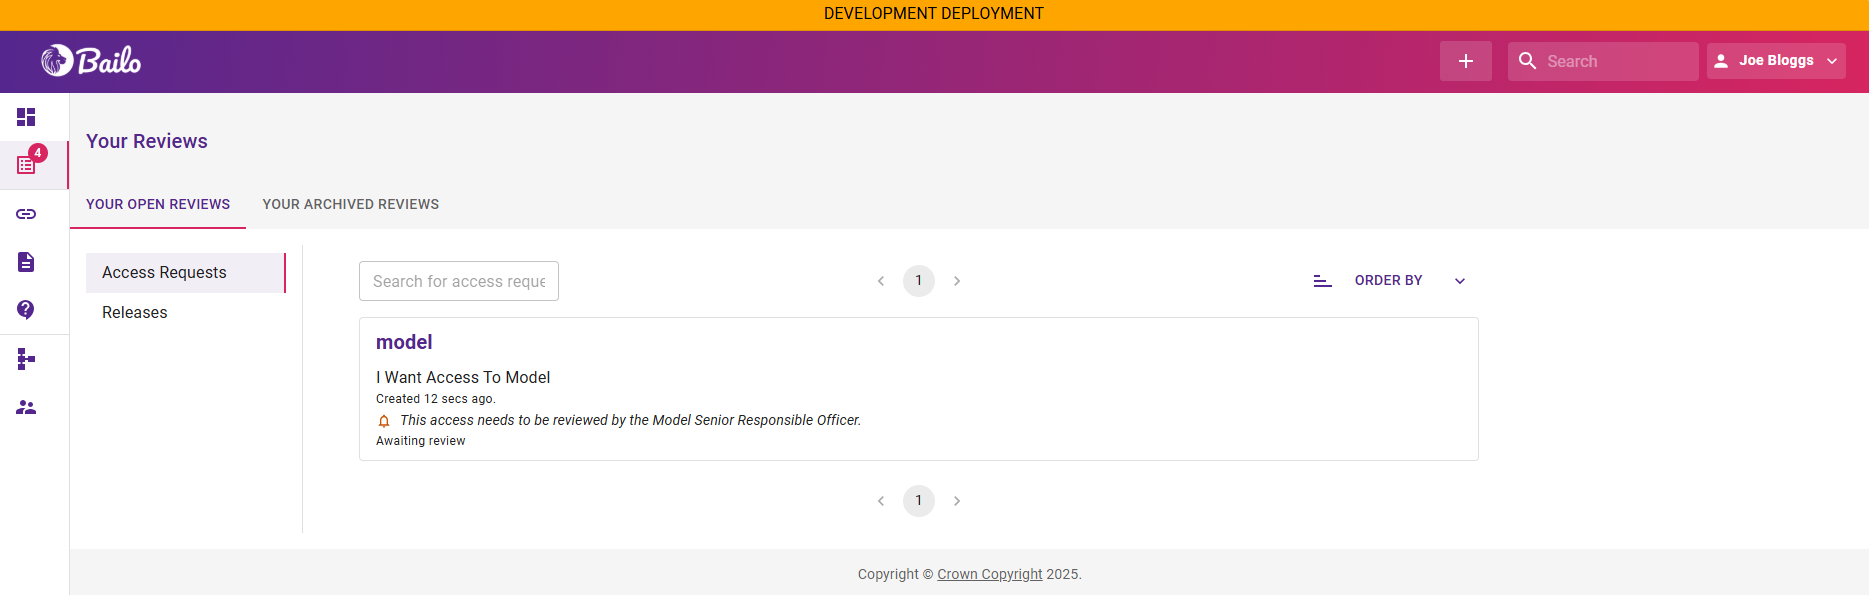 DEVELOPMENT DEPLOYMENT
Bailo
Search
Joe Bloggs
4
Your Reviews
YOUR OPEN REVIEWS
YOUR ARCHIVED REVIEWS
Access Requests
Releases
Search for access reque
1
ORDER BY
model
I Want Access To Model
Created 12 secs ago.
This access needs to be reviewed by the Model Senior Responsible Officer.
Awaiting review
1
Copyright © Crown Copyright 2025.